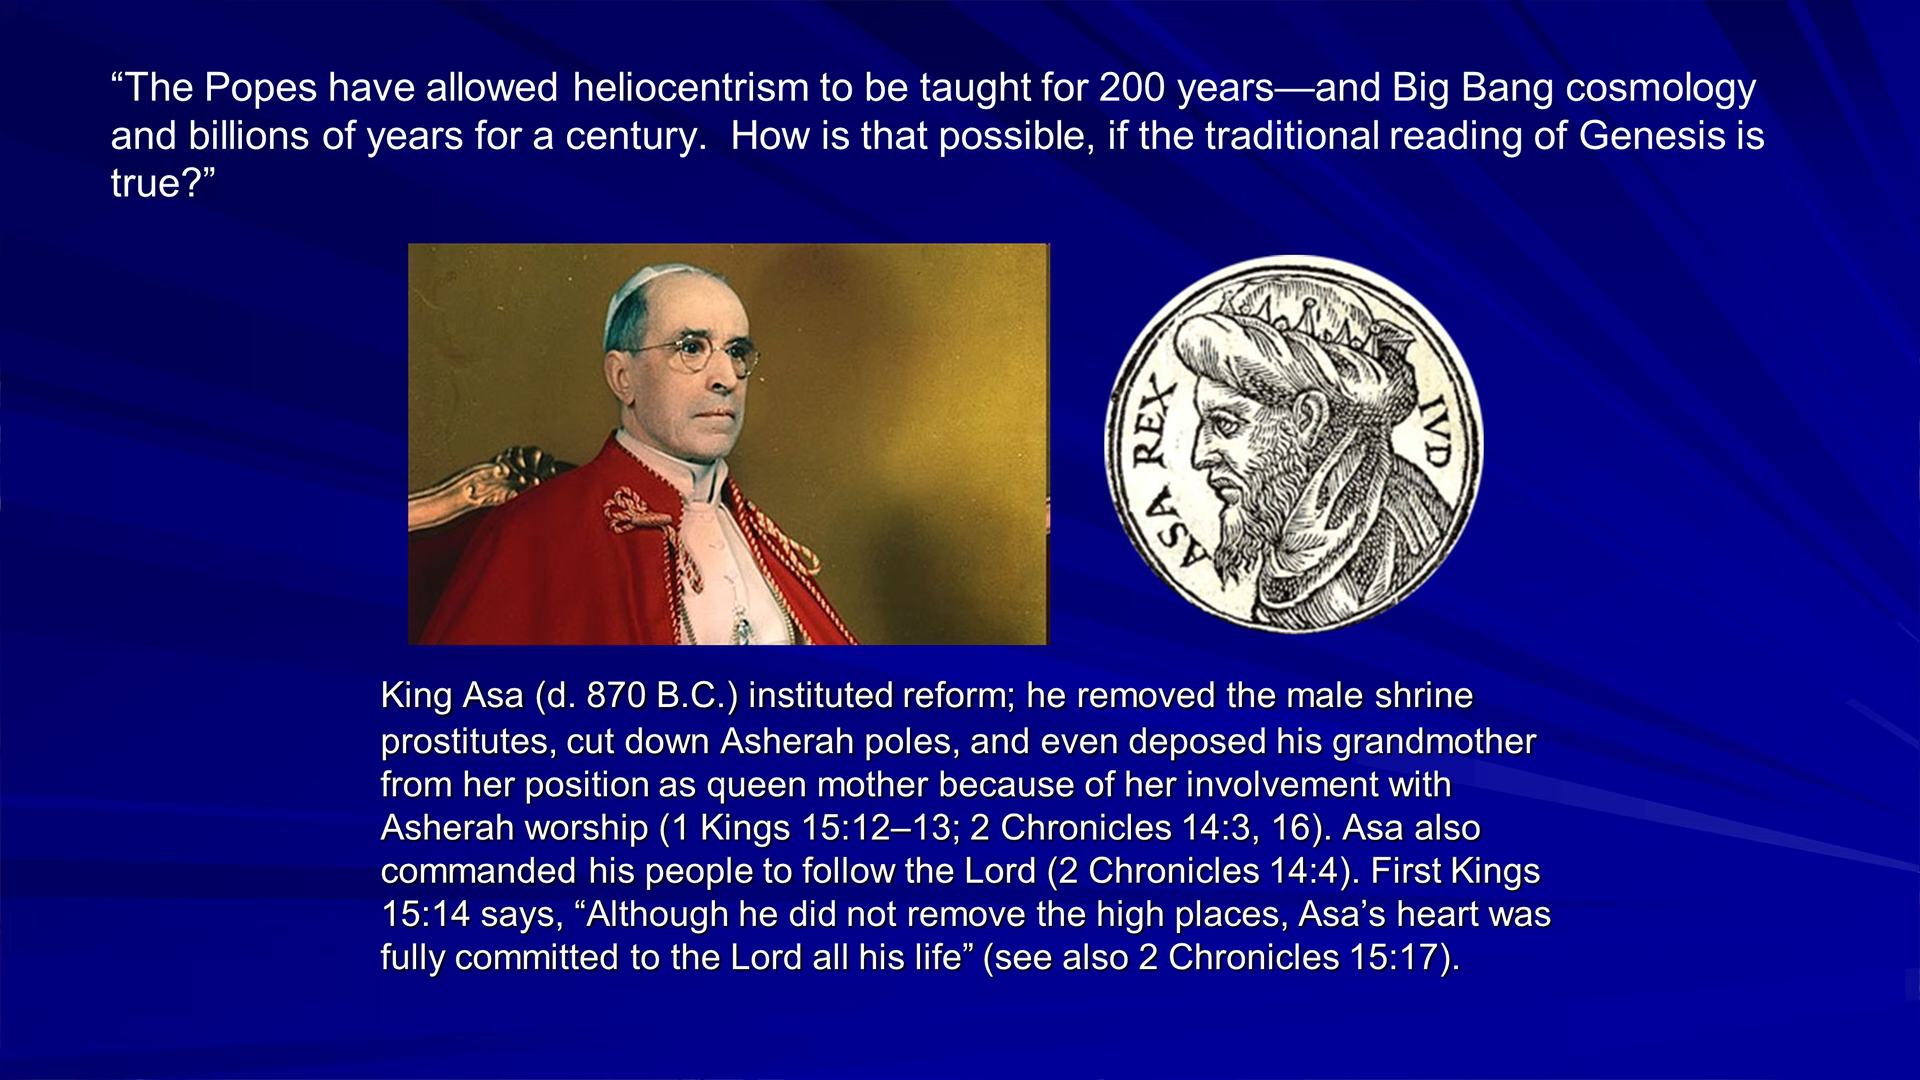 “The Popes have allowed heliocentrism to be taught for 200 years—and Big Bang cosmology
and billions of years for a century.  How is that possible, if the traditional reading of Genesis is
true?”
ASA REX IVD
King Asa (d. 870 B.C.) instituted reform; he removed the male shrine
prostitutes, cut down Asherah poles, and even deposed his grandmother
from her position as queen mother because of her involvement with
Asherah worship (1 Kings 15:12–13; 2 Chronicles 14:3, 16). Asa also
commanded his people to follow the Lord (2 Chronicles 14:4). First Kings
15:14 says, “Although he did not remove the high places, Asa’s heart was
fully committed to the Lord all his life” (see also 2 Chronicles 15:17).